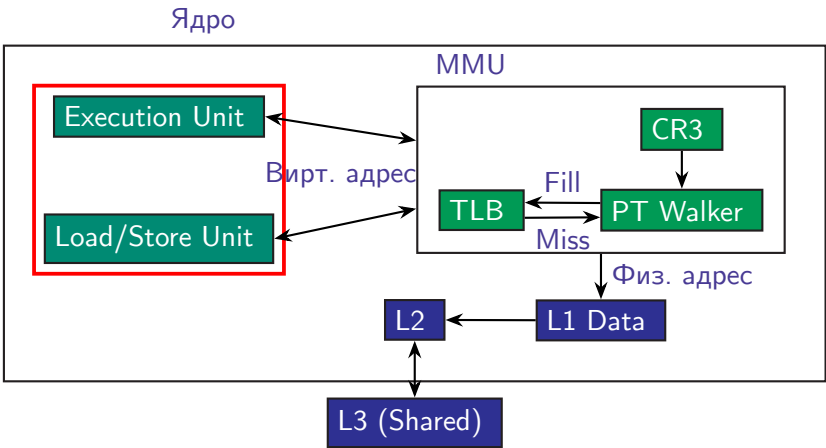 Ядро
MMU
Execution Unit
CR3
Вирт. адрес
Fill
TLB
PT Walker
Miss
Load/Store Unit
Физ. адрес
L2
L1 Data
L3 (Shared)